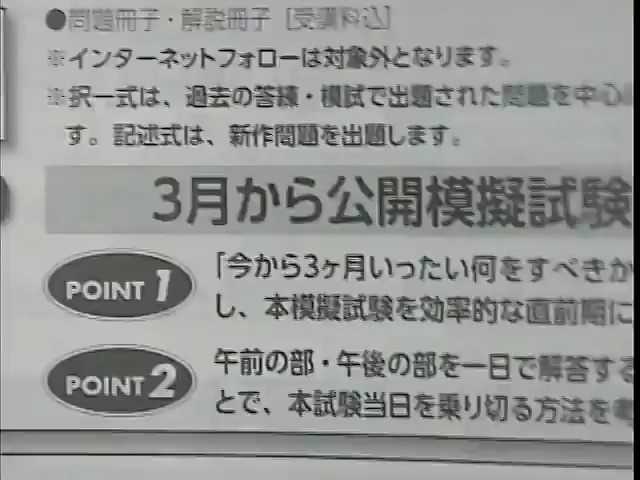 ●問題冊子・解説冊子［受講料込］
※インターネットフォローは対象外となります。
※択一式は、過去の答練・模試で出題された問題を中心
す。記述式は、新作問題を出題します。
3月から公開模擬試験
POINT 1
「今から3ヶ月いったい何をすべきか
し、本模擬試験を効率的な直前期に
POINT 2
午前の部・午後の部を一日で解答する
とで、本試験当日を乗り切る方法を考